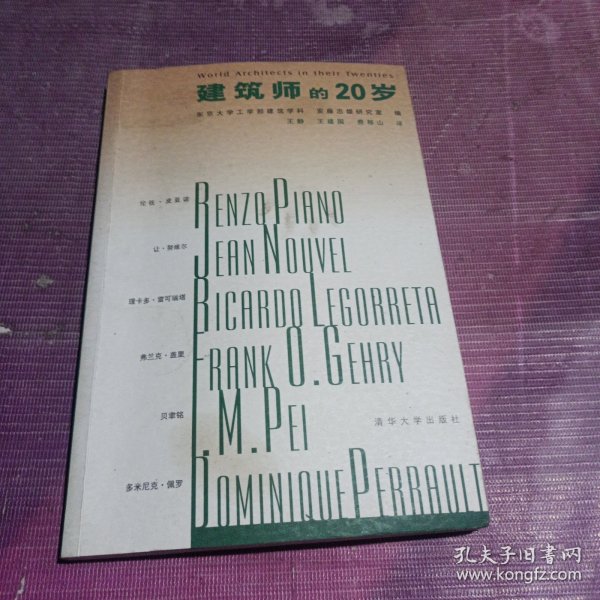 World Architects in their Twenties
建筑师的20岁
东京大学工学部建筑学科 安藤忠雄研究室 编
王静 王建国 费移山 译
伦佐·皮亚诺
RENZO PIANO
让·努维尔
JEAN NOUVEL
理卡多·雷可瑞塔
RICARDO LEGORRETA
弗兰克·盖里
FRANK O. GEHRY
贝聿铭
I.M. PEI
清华大学出版社
多米尼克·佩罗
DOMINIQUE PERRAULT
孔夫子旧书网
www.kongfz.com